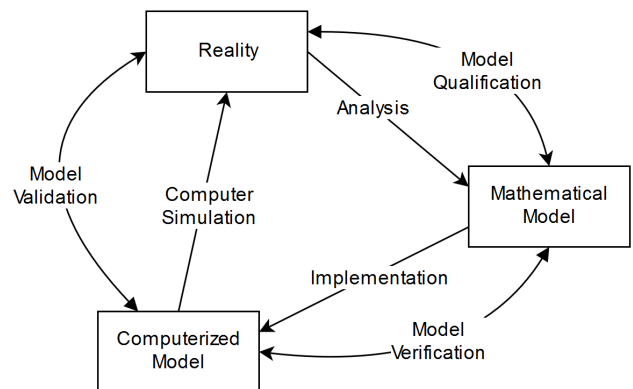 Reality
Model
Qualification
Analysis
Model
Validation
Computer
Simulation
Mathematical
Model
Implementation
Computerized
Model
Model
Verification